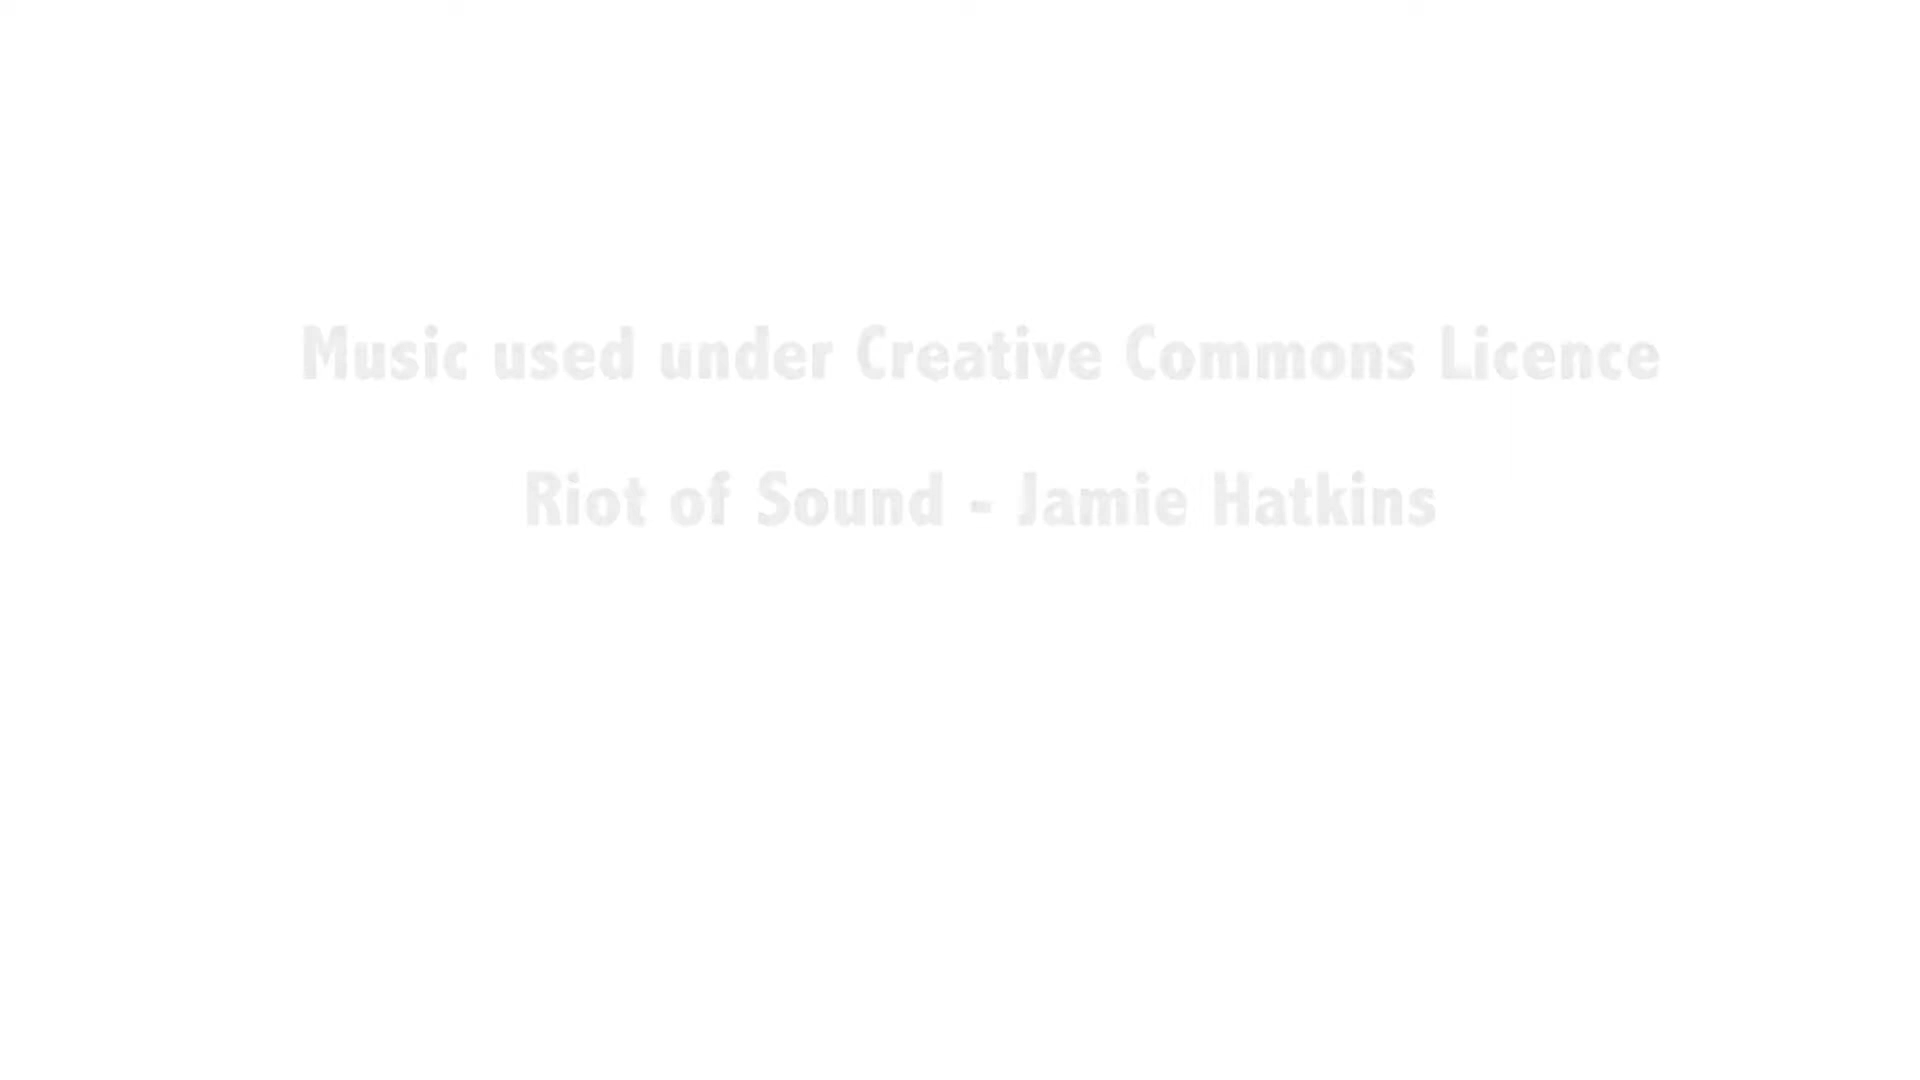 Music used under Creative Commons Licence
Riot of Sound - Jamie Hatkins